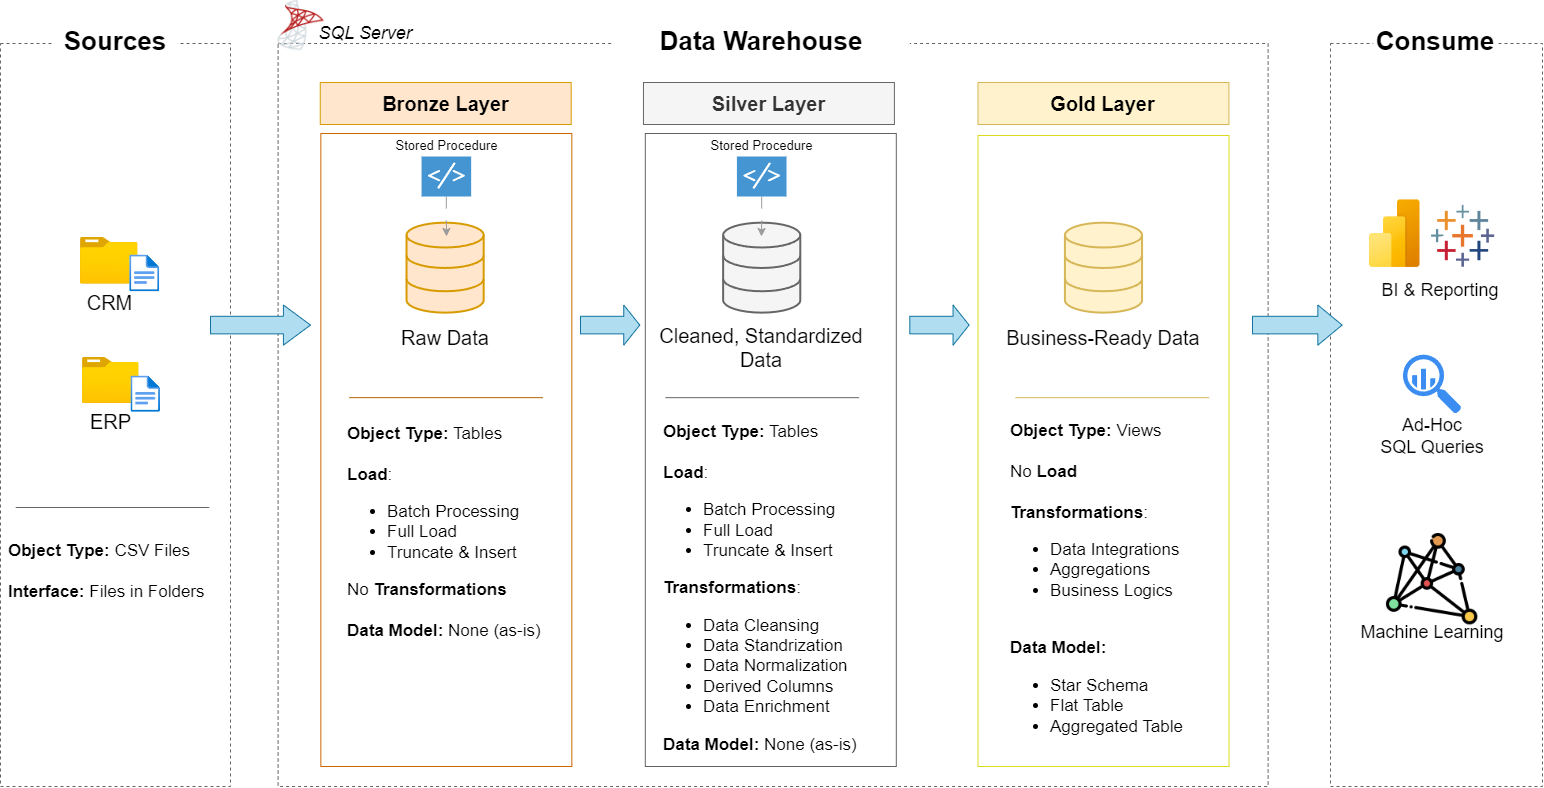 Sources
CRM
ERP
Object Type: CSV Files
Interface: Files in Folders
SQL Server
Data Warehouse
Bronze Layer
Stored Procedure
</>
Raw Data
Object Type: Tables
Load:
• Batch Processing
• Full Load
• Truncate & Insert
No Transformations
Data Model: None (as-is)
Silver Layer
Stored Procedure
</>
Cleaned, Standardized
Data
Object Type: Tables
Load:
• Batch Processing
• Full Load
• Truncate & Insert
Transformations:
• Data Cleansing
• Data Standrization
• Data Normalization
• Derived Columns
• Data Enrichment
Data Model: None (as-is)
Gold Layer
Business-Ready Data
Object Type: Views
No Load
Transformations:
• Data Integrations
• Aggregations
• Business Logics
Data Model:
• Star Schema
• Flat Table
• Aggregated Table
Consume
BI & Reporting
Ad-Hoc
SQL Queries
Machine Learning